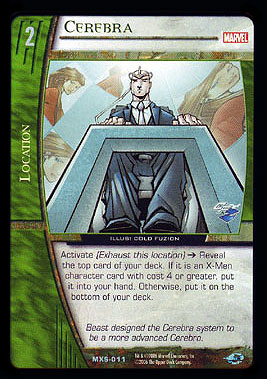 2
CEREBRA
MARVEL
LOCATION
ILLUS: COLD FUZION
Activate (Exhaust this location) → Reveal
the top card of your deck. If it is an X-Men
character card with cost 4 or greater, put
it into your hand. Otherwise, put it on the
bottom of your deck.
Beast designed the Cerebra system to
be a more advanced Cerebro.
MXS-011